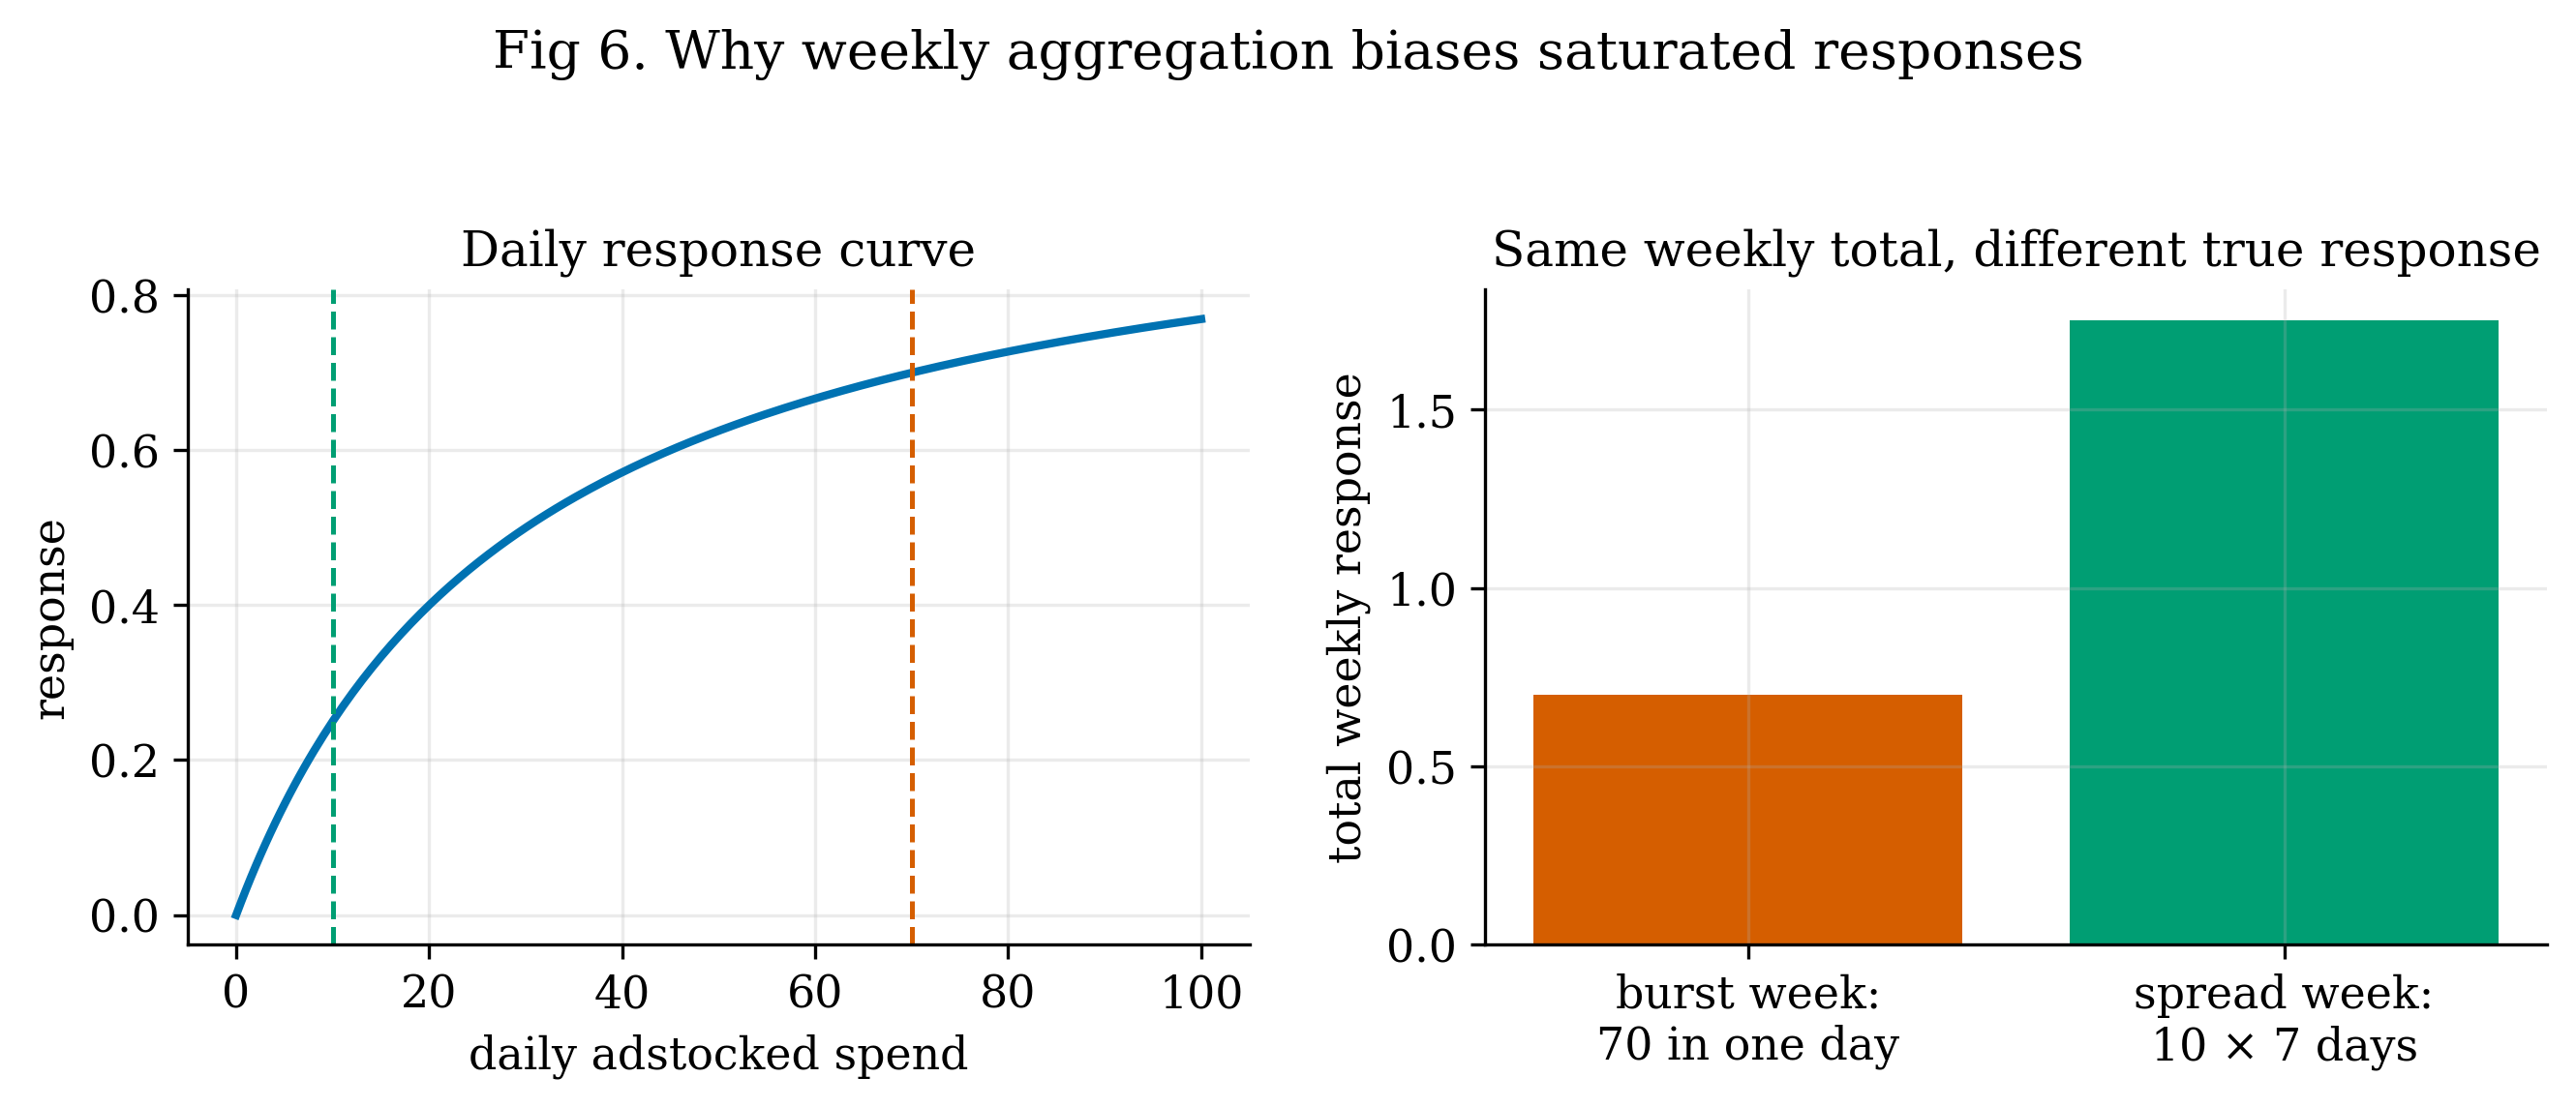 Fig 6. Why weekly aggregation biases saturated responses
Daily response curve
0.8
0.6
0.4
0.2
0.0
response
0
20
40
60
80
100
daily adstocked spend
Same weekly total, different true response
1.5
1.0
0.5
0.0
total weekly response
burst week:
70 in one day
spread week:
10 × 7 days